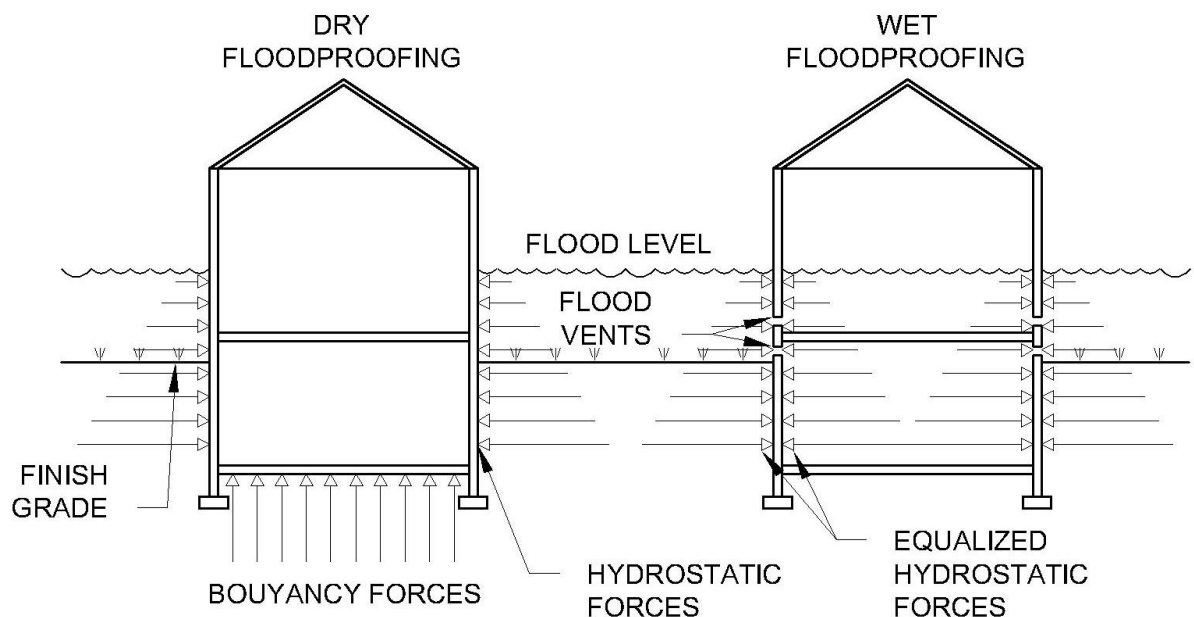 DRY
FLOODPROOFING
WET
FLOODPROOFING
FLOOD LEVEL
FLOOD
VENTS
FINISH
GRADE
BOUYANCY FORCES
HYDROSTATIC
FORCES
EQUALIZED
HYDROSTATIC
FORCES